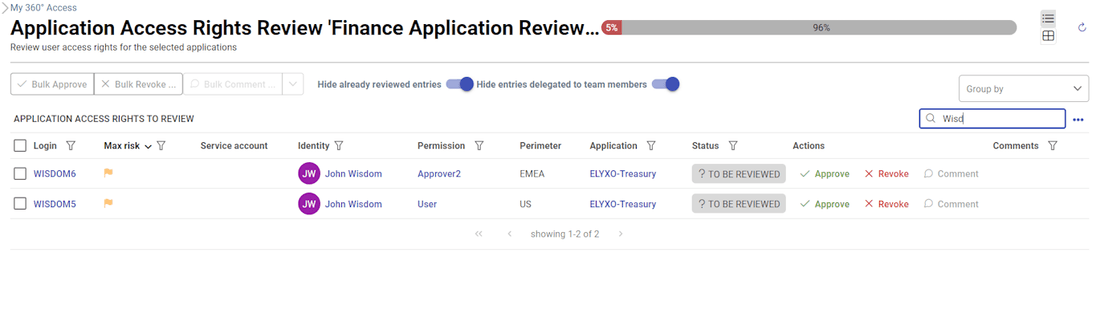 My 360° Access
Application Access Rights Review 'Finance Application Review... 5% 96%
Review user access rights for the selected applications
Bulk Approve Bulk Revoke ... Bulk Comment ... Hide already reviewed entries Hide entries delegated to team members Group by
APPLICATION ACCESS RIGHTS TO REVIEW Wisd
Login Max risk Service account Identity Permission Perimeter Application Status Actions Comments
WISDOM6 JW John Wisdom Approver2 EMEA ELYXO-Treasury ? TO BE REVIEWED Approve Revoke Comment
WISDOM5 JW John Wisdom User US ELYXO-Treasury ? TO BE REVIEWED Approve Revoke Comment
showing 1-2 of 2